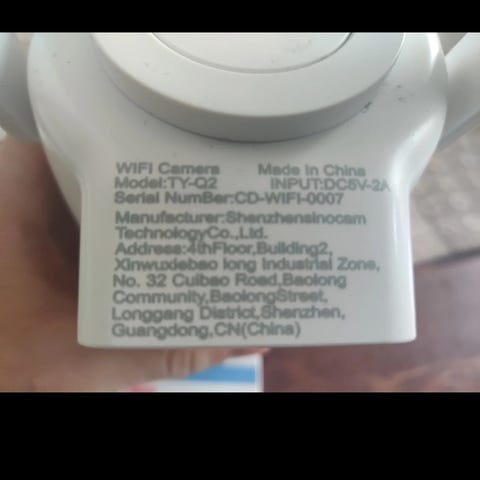 WIFI Camera Made In China
Model:TY-Q2 INPUT:DC5V-2A
Serial NumBer:CD-WIFI-0007
Manufacturer:Shenzhensinocam
TechnologyCo.,Ltd.
Address:4thFloor,Building2,
Xinwuxiebao long Industrial Zone,
No. 32 Cuibao Road,Baolong
Community,BaolongStreet,
Longgang District,Shenzhen,
Guangdong,CN(China)